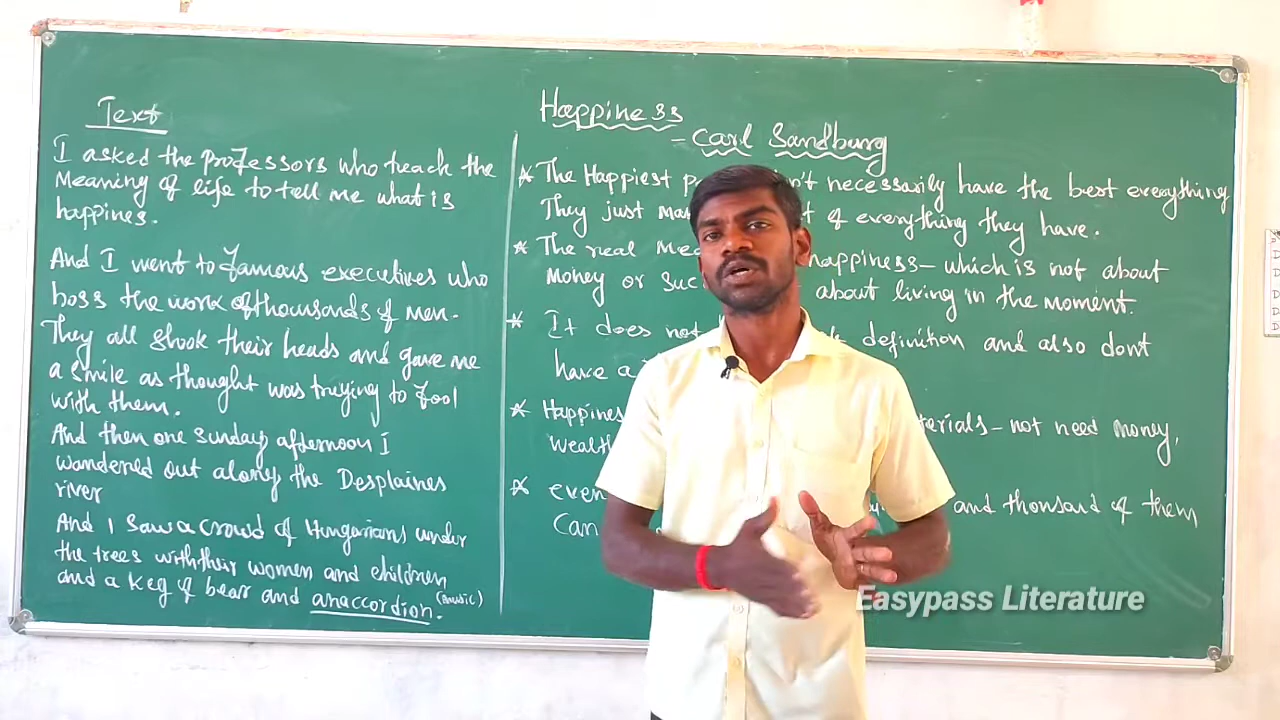 Text
I asked the professors who teach the
Meaning of life to tell me what is
happines.
And I went to famous executives who
boss the work of thousands of men.
They all shook their heads and gave me
a smile as thought was trying to fool
with them.
And then one sunday afternoon I
wandered out along the Desplaines
river
And I saw a crowd of Hungarians under
the trees with their women and children
and a keg of bear and anaccordion.
(music)
Happiness
- Carl Sandburg
* The Happiest p n't necessarily have the best everything
They just ma t of everything they have.
* The real Mea happiness - which is not about
Money or suc about living in the moment.
* It does not definition and also dont
have a
* Happines terials - not need money,
wealth
* even and thonsand of them
Can
Easypass Literature